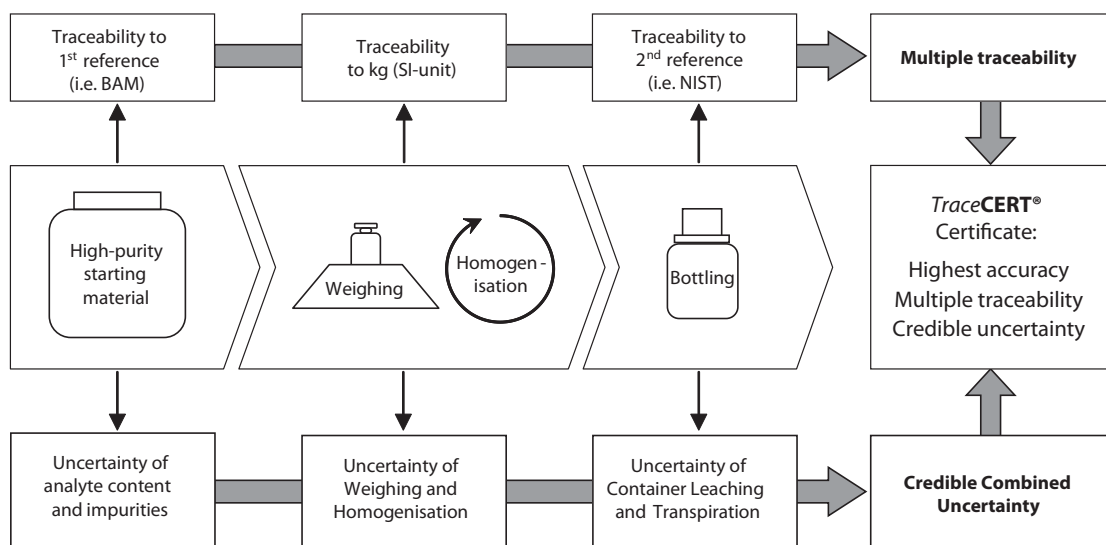 Traceability to
1st reference
(i.e. BAM)
Traceability
to kg (SI-unit)
Traceability to
2nd reference
(i.e. NIST)
Multiple traceability
High-purity
starting
material
Weighing
Homogen -
isation
Bottling
TraceCERT®
Certificate:
Highest accuracy
Multiple traceability
Credible uncertainty
Uncertainty of
analyte content
and impurities
Uncertainty of
Weighing and
Homogenisation
Uncertainty of
Container Leaching
and Transpiration
Credible Combined
Uncertainty